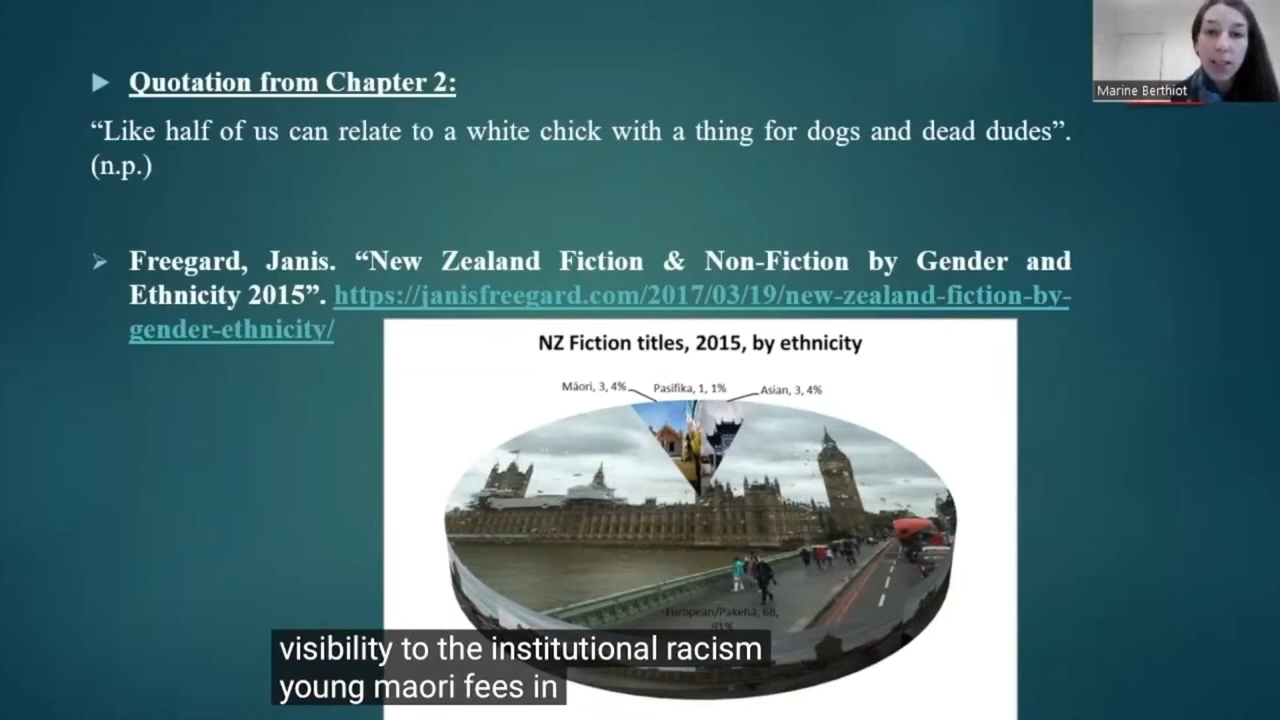 Marine Berthiot
Quotation from Chapter 2:
“Like half of us can relate to a white chick with a thing for dogs and dead dudes”.
(n.p.)
Freegard, Janis. “New Zealand Fiction & Non-Fiction by Gender and
Ethnicity 2015”. https://janisfreegard.com/2017/03/19/new-zealand-fiction-by-
gender-ethnicity/
NZ Fiction titles, 2015, by ethnicity
Māori, 3, 4%
Pasifika, 1, 1%
Asian, 3, 4%
European/Pakehā, 68,
91%
visibility to the institutional racism
young maori fees in